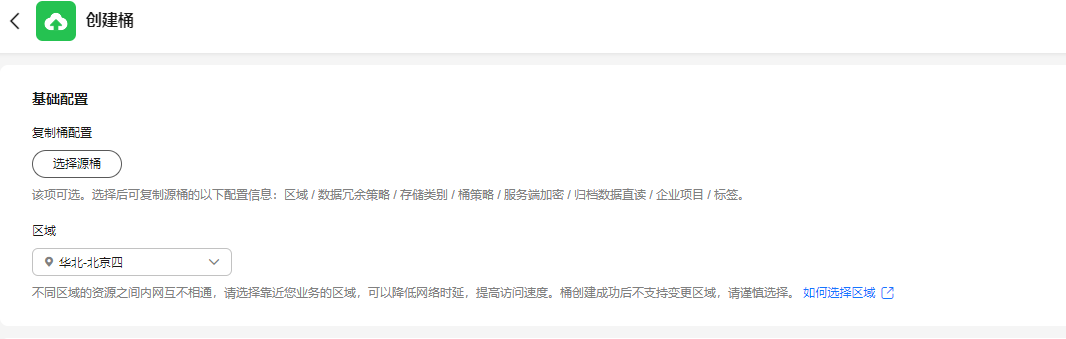 创建桶
基础配置
复制桶配置
选择源桶
该项可选。选择后可复制源桶的以下配置信息：区域 / 数据冗余策略 / 存储类别 / 桶策略 / 服务端加密 / 归档数据直读 / 企业项目 / 标签。
区域
华北-北京四
不同区域的资源之间内网互不相通，请选择靠近您业务的区域，可以降低网络时延，提高访问速度。桶创建成功后不支持变更区域，请谨慎选择。 如何选择区域